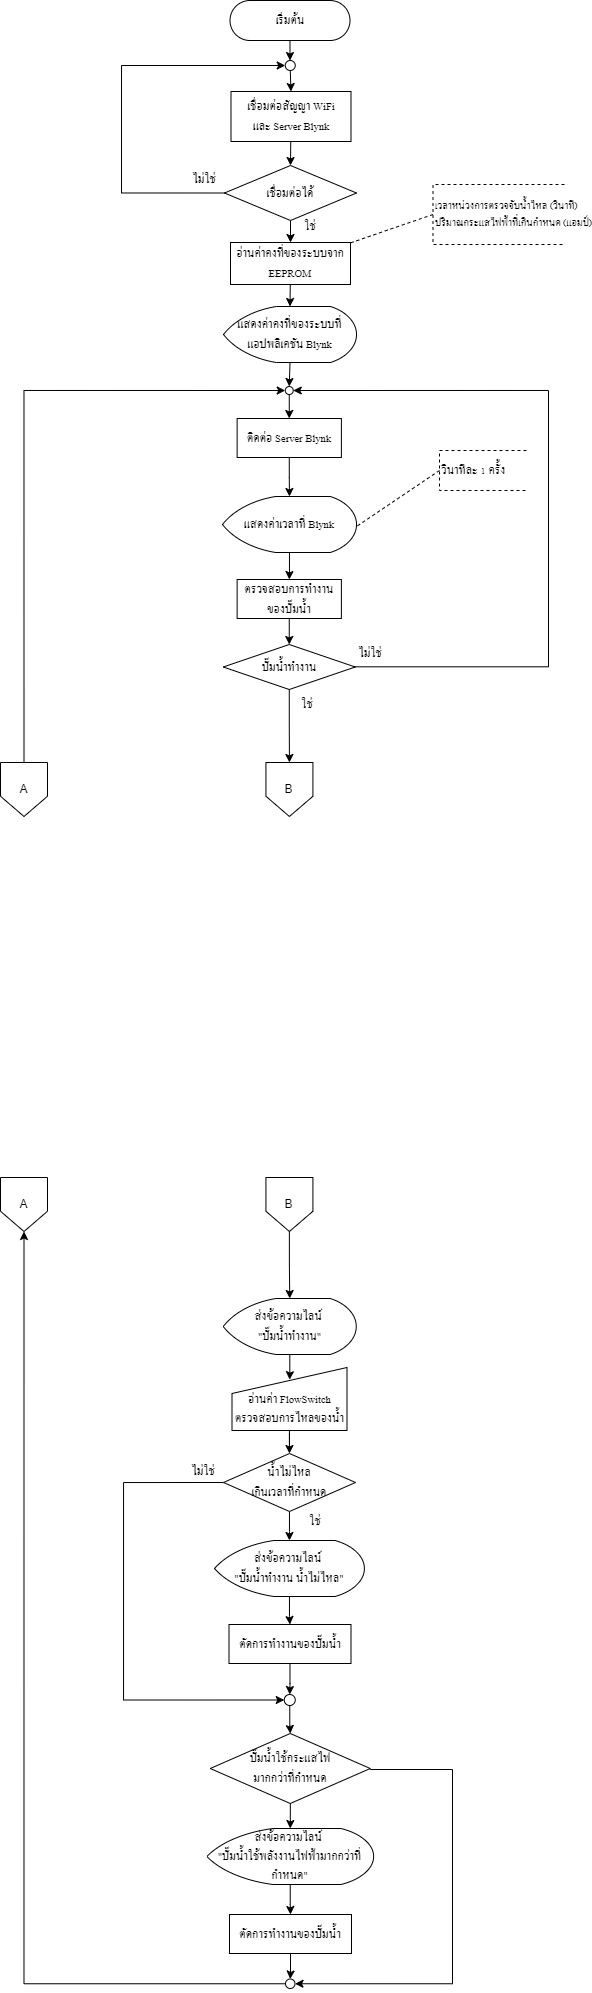 เริ่มต้น
เชื่อมต่อสัญญา WiFi
และ Server Blynk
ไม่ใช่
เชื่อมต่อได้
ใช่
เวลาหน่วงการตรวจจับน้ำไหล (วินาที)
ปริมาณกระแสไฟฟ้าที่เกินกำหนด (แอมป์)
อ่านค่าคงที่ของระบบจาก
EEPROM
แสดงค่าคงที่ของระบบที่
แอปพลิเคชัน Blynk
ติดต่อ Server Blynk
วินาทีละ 1 ครั้ง
แสดงค่าเวลาที่ Blynk
ตรวจสอบการทำงาน
ของปั๊มน้ำ
ไม่ใช่
ปั๊มน้ำทำงาน
ใช่
A
B
A
B
ส่งข้อความไลน์
"ปั๊มน้ำทำงาน"
อ่านค่า FlowSwitch
ตรวจสอบการไหลของน้ำ
ไม่ใช่
น้ำไม่ไหล
เกินเวลาที่กำหนด
ใช่
ส่งข้อความไลน์
"ปั๊มน้ำทำงาน น้ำไม่ไหล"
ตัดการทำงานของปั๊มน้ำ
ปั๊มน้ำใช้กระแสไฟ
มากกว่าที่กำหนด
ส่งข้อความไลน์
"ปั๊มน้ำใช้พลังงานไฟฟ้ามากกว่าที่
กำหนด"
ตัดการทำงานของปั๊มน้ำ